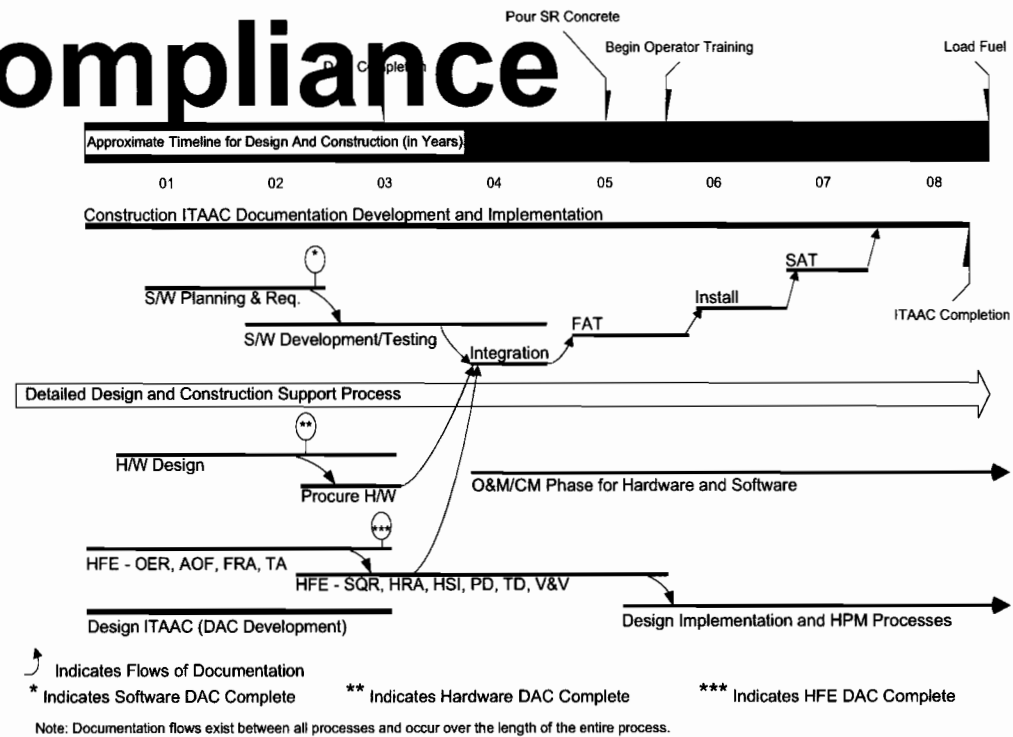 Pour SR Concrete
ompliance
Begin Operator Training
Load Fuel
Completion
Approximate Timeline for Design And Construction (in Years)
01 02 03 04 05 06 07 08
Construction ITAAC Documentation Development and Implementation
*
SAT
S/W Planning & Req.
Install
ITAAC Completion
FAT
S/W Development/Testing
Integration
Detailed Design and Construction Support Process
**
H/W Design
Procure H/W
O&M/CM Phase for Hardware and Software
***
HFE - OER, AOF, FRA, TA
HFE - SQR, HRA, HSI, PD, TD, V&V
Design ITAAC (DAC Development)
Design Implementation and HPM Processes
Indicates Flows of Documentation
* Indicates Software DAC Complete ** Indicates Hardware DAC Complete *** Indicates HFE DAC Complete
Note: Documentation flows exist between all processes and occur over the length of the entire process.